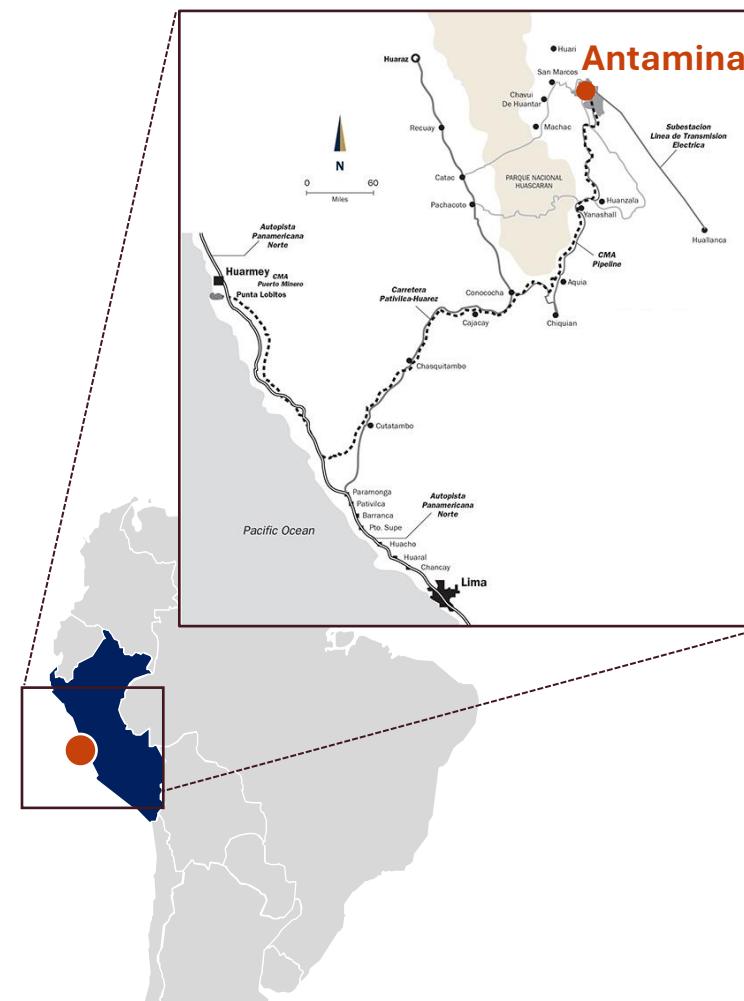 Huari
Antamina
Huaraz
San Marcos
Chavui
De Huantar
Recuay
Machac
Subestacion
Linea de Transmision
Electrica
N
Catac
PARQUE NACIONAL
HUASCARAN
0 60
Miles
Pachacoto
Huanzala
Yanashall
Autopista
Panamericana
Norte
Huallanca
CMA
Pipeline
Huarmey
CMA
Puerto Minero
Punta Lobitos
Carretera
Pativilca-Huarez
Conococha
Aquia
Cajacay
Chiquian
Chasquitambo
Cutatambo
Paramonga
Pativilca
Autopista
Panamericana
Norte
Barranca
Pto. Supe
Pacific Ocean
Huacho
Huaral
Chancay
Lima